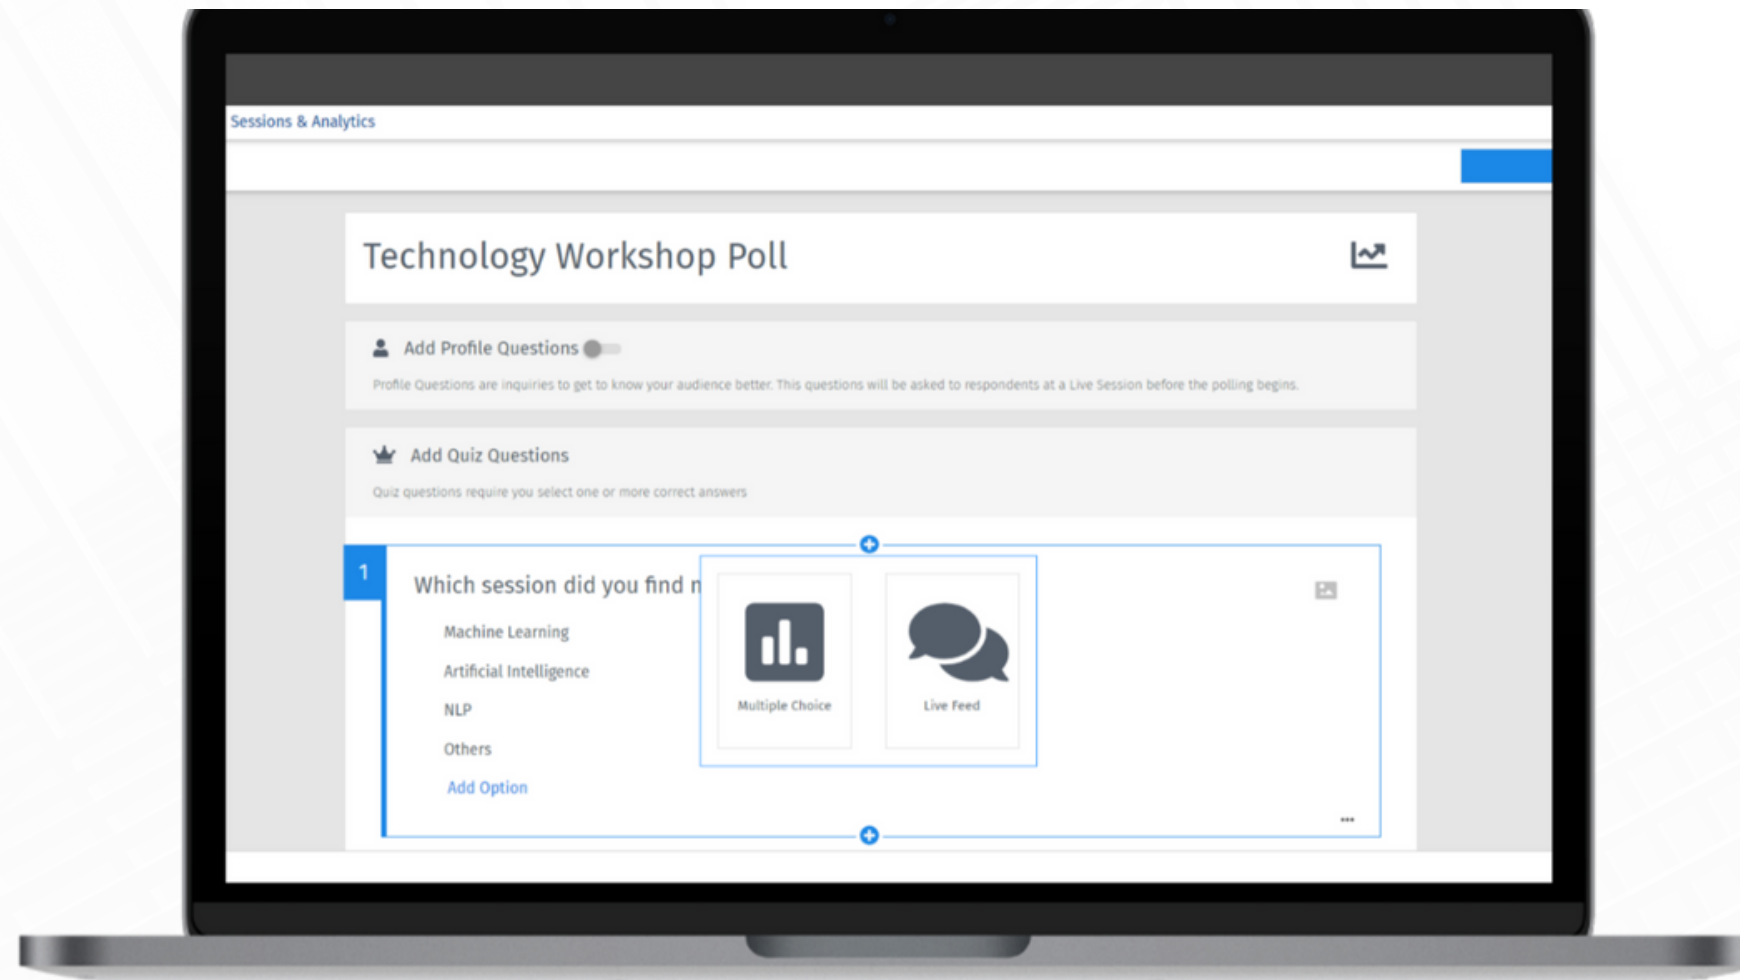 Sessions & Analytics
Technology Workshop Poll
Add Profile Questions
Profile Questions are inquiries to get to know your audience better. This questions will be asked to respondents at a Live Session before the polling begins.
Add Quiz Questions
Quiz questions require you select one or more correct answers
1
Which session did you find
Machine Learning
Artificial Intelligence
NLP
Others
Add Option
Multiple Choice
Live Feed